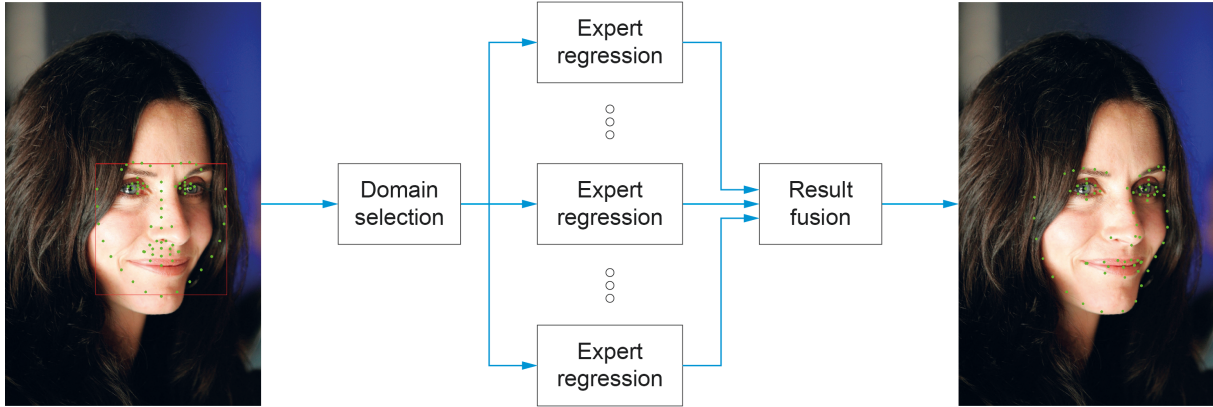 Expert
regression
Domain
selection
Expert
regression
Result
fusion
Expert
regression